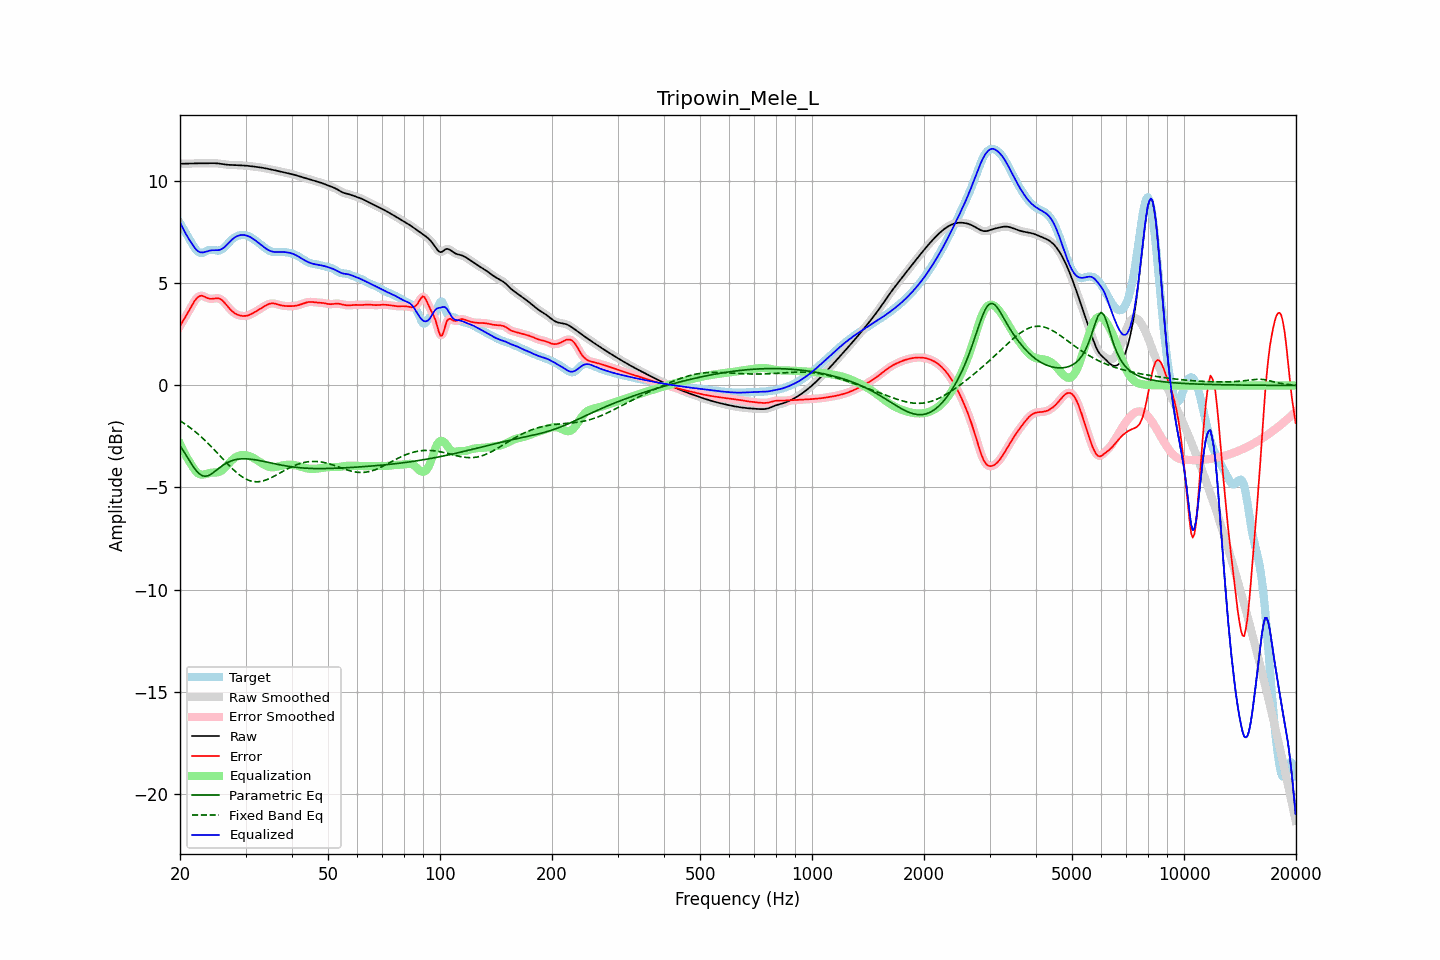 Tripowin_Mele_L
Amplitude (dBr)
10
5
0
−5
−10
−15
−20
Target
Raw Smoothed
Error Smoothed
Raw
Error
Equalization
Parametric Eq
Fixed Band Eq
Equalized
20 50 100 200 500 1000 2000 5000 10000 20000
Frequency (Hz)